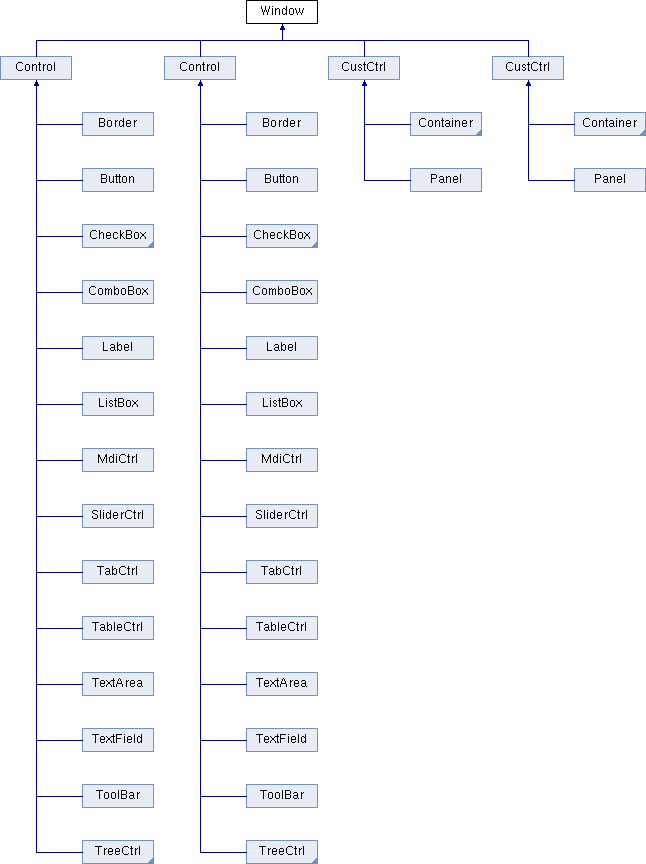 Window
Control
Control
CustCtrl
CustCtrl
Border
Border
Container
Container
Button
Button
Panel
Panel
CheckBox
CheckBox
ComboBox
ComboBox
Label
Label
ListBox
ListBox
MdiCtrl
MdiCtrl
SliderCtrl
SliderCtrl
TabCtrl
TabCtrl
TableCtrl
TableCtrl
TextArea
TextArea
TextField
TextField
ToolBar
ToolBar
TreeCtrl
TreeCtrl